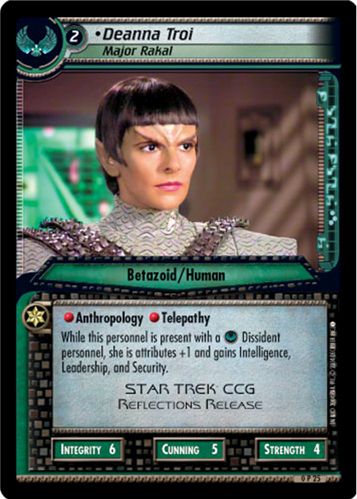 2 •Deanna Troi
Major Rakal
Betazoid/Human
Anthropology Telepathy
While this personnel is present with a Dissident
personnel, she is attributes +1 and gains Intelligence,
Leadership, and Security.
STAR TREK CCG
REFLECTIONS RELEASE
INTEGRITY 6 CUNNING 5 STRENGTH 4
0 P 25